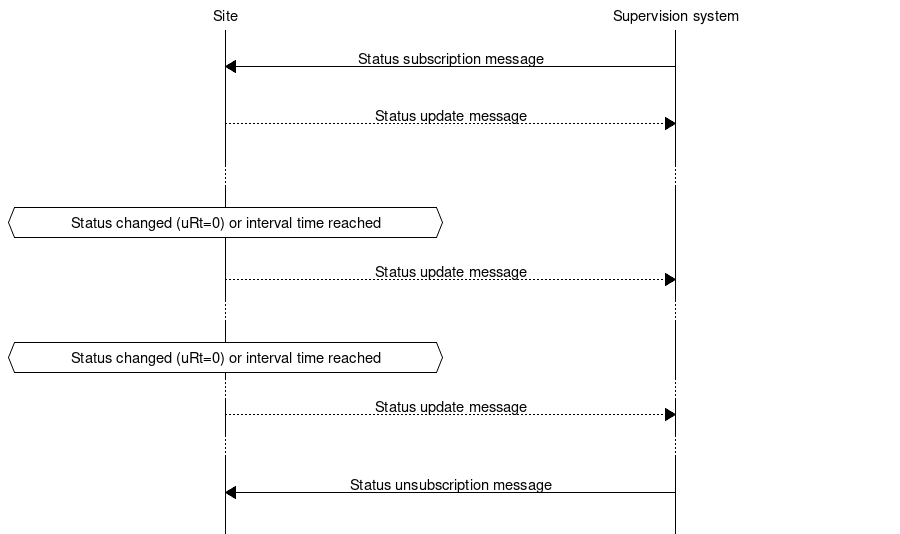 Site
Supervision system
Status subscription message
Status update message
Status changed (uRt=0) or interval time reached
Status update message
Status changed (uRt=0) or interval time reached
Status update message
Status unsubscription message